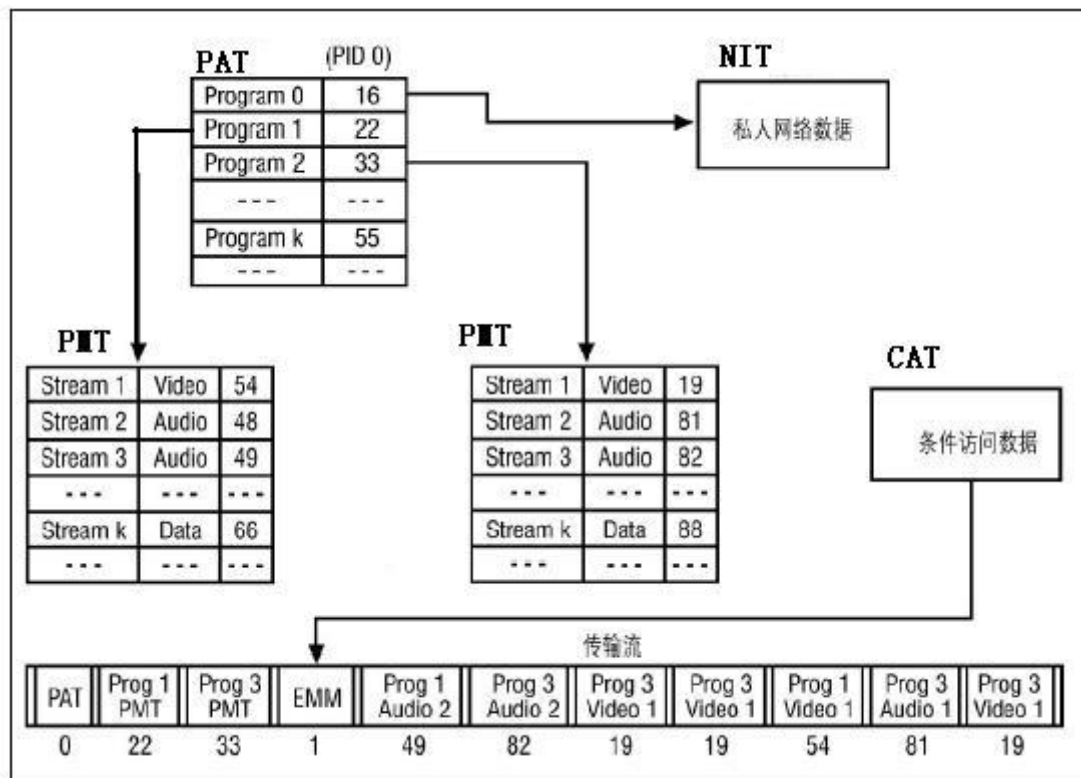 PAT (PID 0)
Program 0 16
Program 1 22
Program 2 33
--- ---
Program k 55
--- ---
NIT
私人网络数据
PMT
Stream 1 Video 54
Stream 2 Audio 48
Stream 3 Audio 49
--- --- ---
Stream k Data 66
--- --- ---
PMT
Stream 1 Video 19
Stream 2 Audio 81
Stream 3 Audio 82
--- --- ---
Stream k Data 88
--- --- ---
CAT
条件访问数据
传输流
PAT
Prog 1
PMT
Prog 3
PMT
EMM
Prog 1
Audio 2
Prog 3
Audio 2
Prog 3
Video 1
Prog 3
Video 1
Prog 1
Video 1
Prog 3
Audio 1
Prog 3
Video 1
0 22 33 1 49 82 19 19 54 81 19